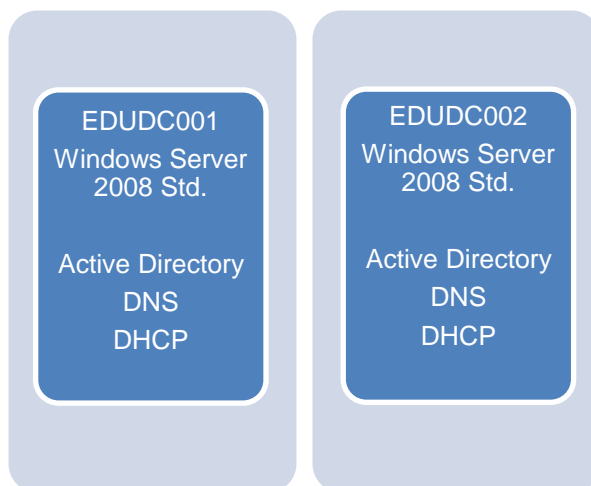 EDUDC001
Windows Server
2008 Std.
Active Directory
DNS
DHCP
EDUDC002
Windows Server
2008 Std.
Active Directory
DNS
DHCP